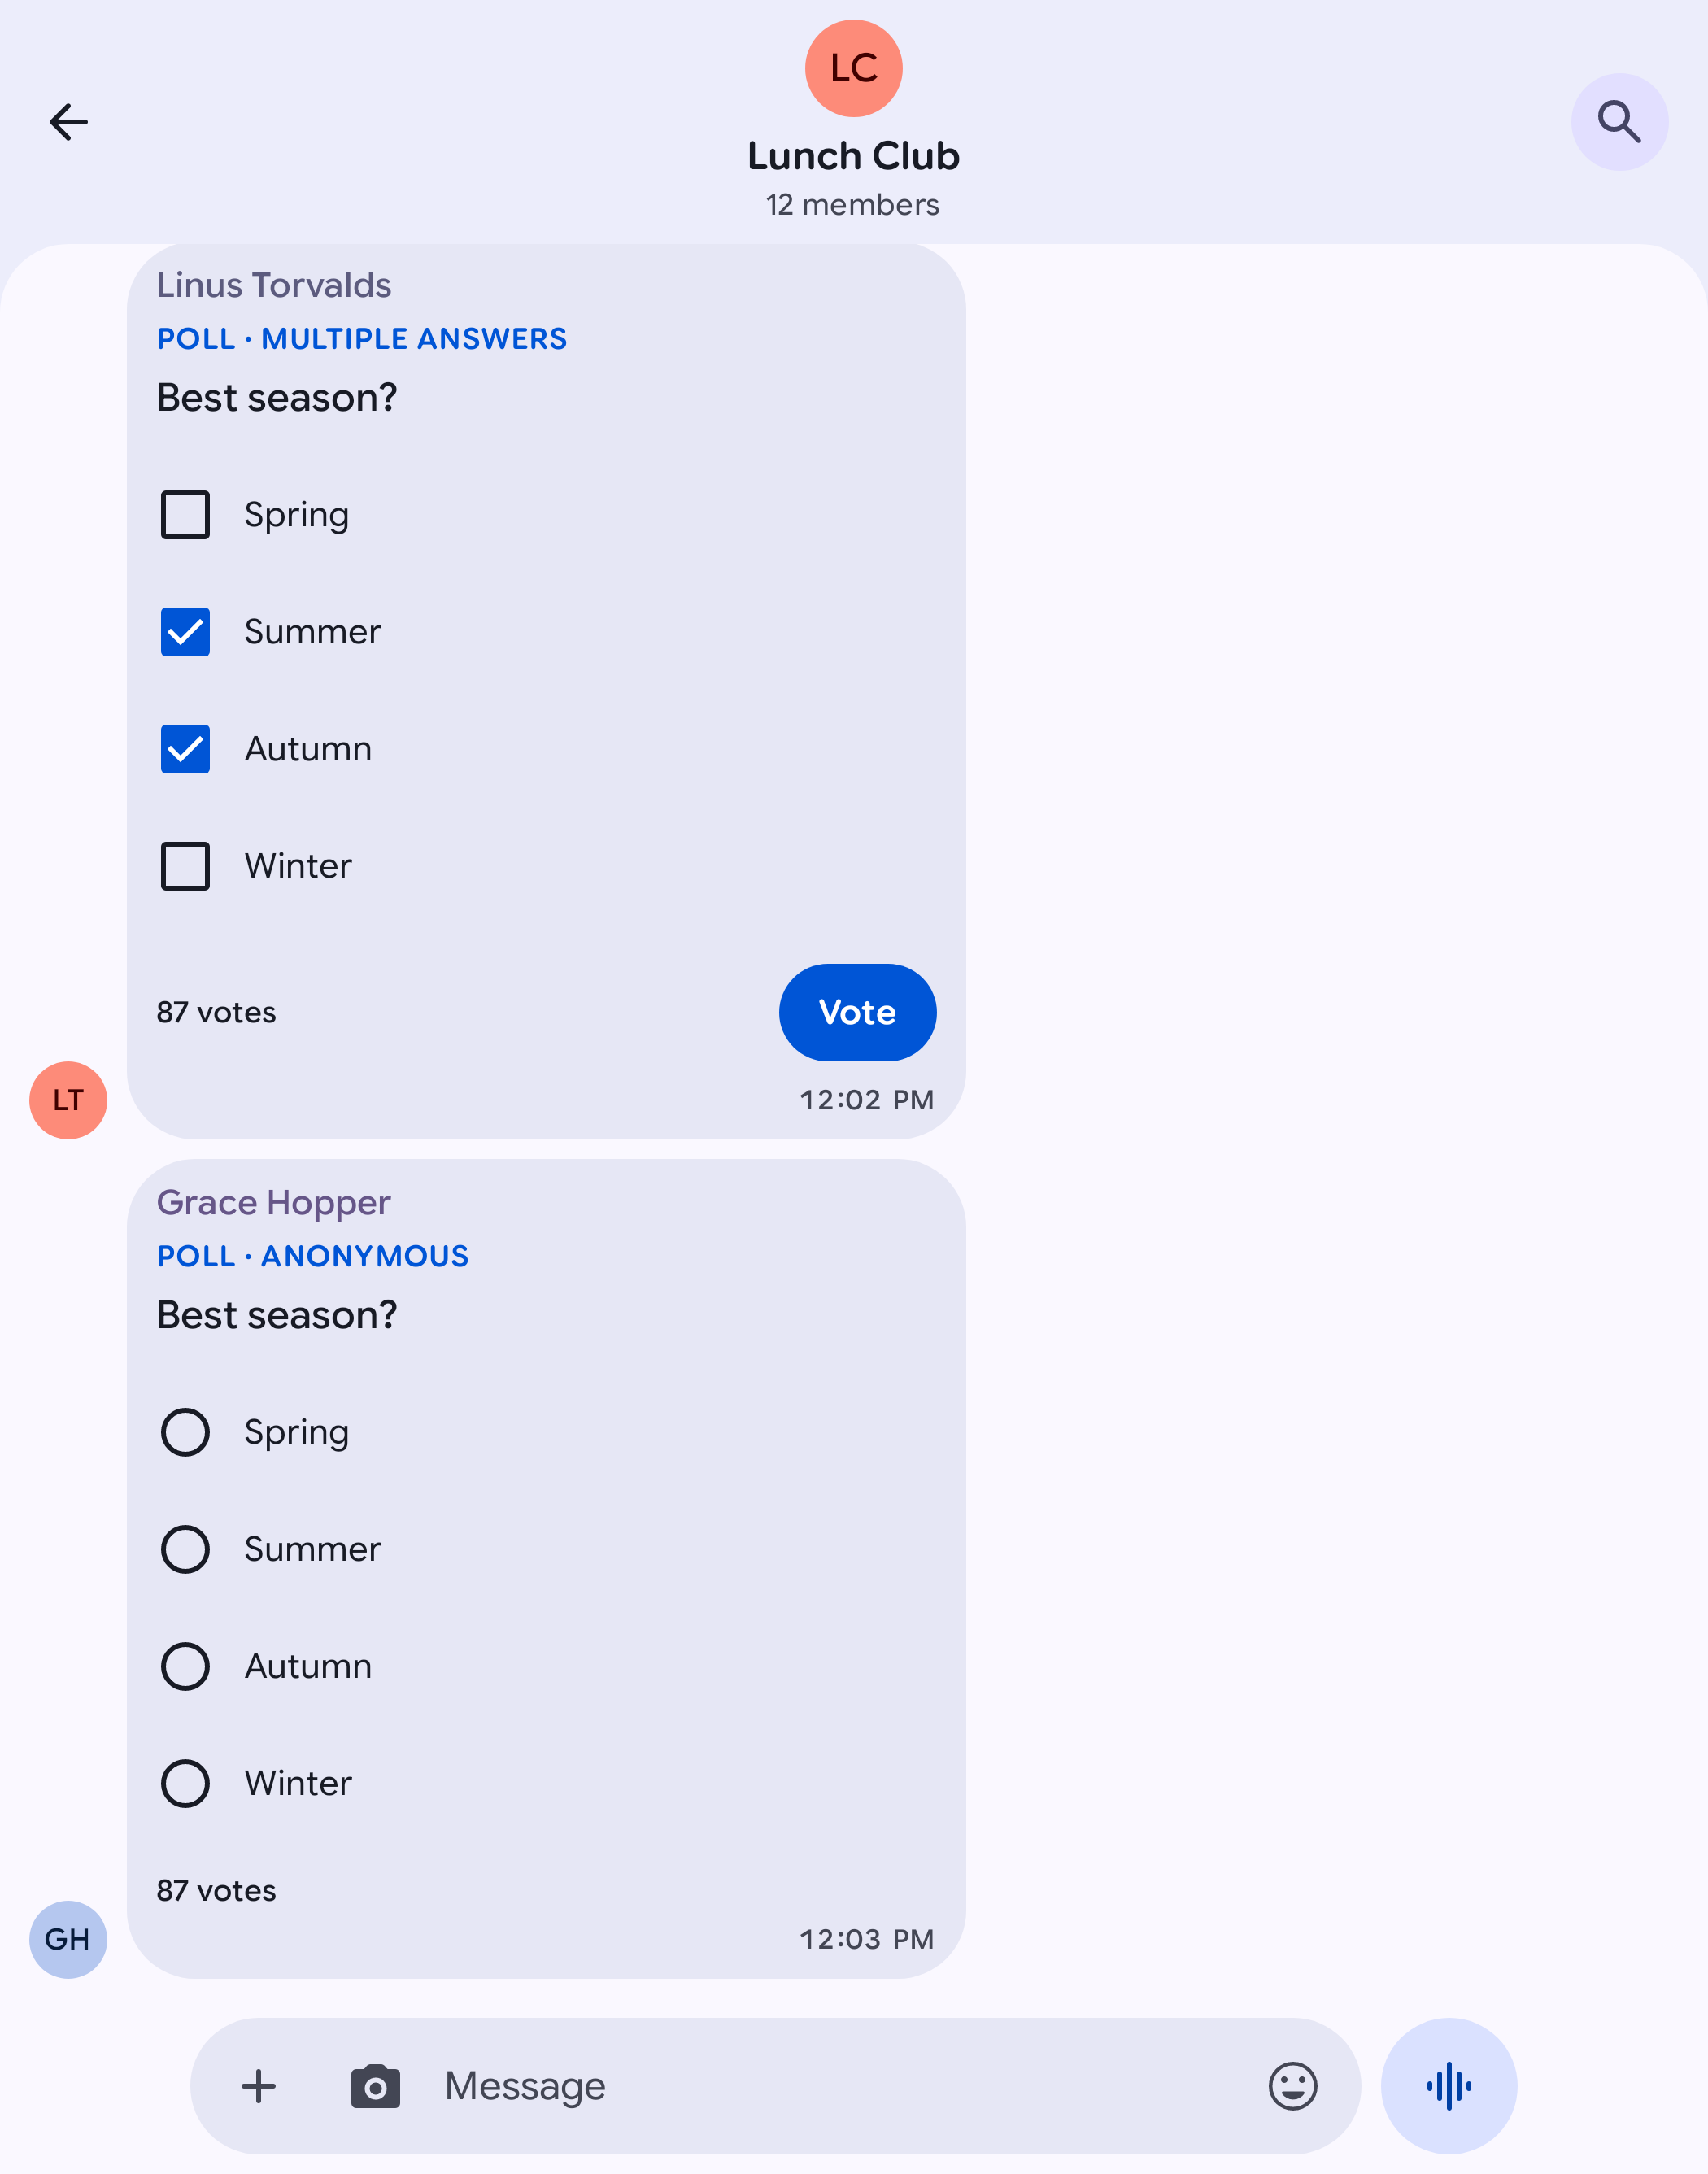 LC
Lunch Club
12 members
Linus Torvalds
POLL · MULTIPLE ANSWERS
Best season?
Spring
Summer
Autumn
Winter
87 votes
Vote
LT
12:02 PM
Grace Hopper
POLL · ANONYMOUS
Best season?
Spring
Summer
Autumn
Winter
87 votes
GH
12:03 PM
Message